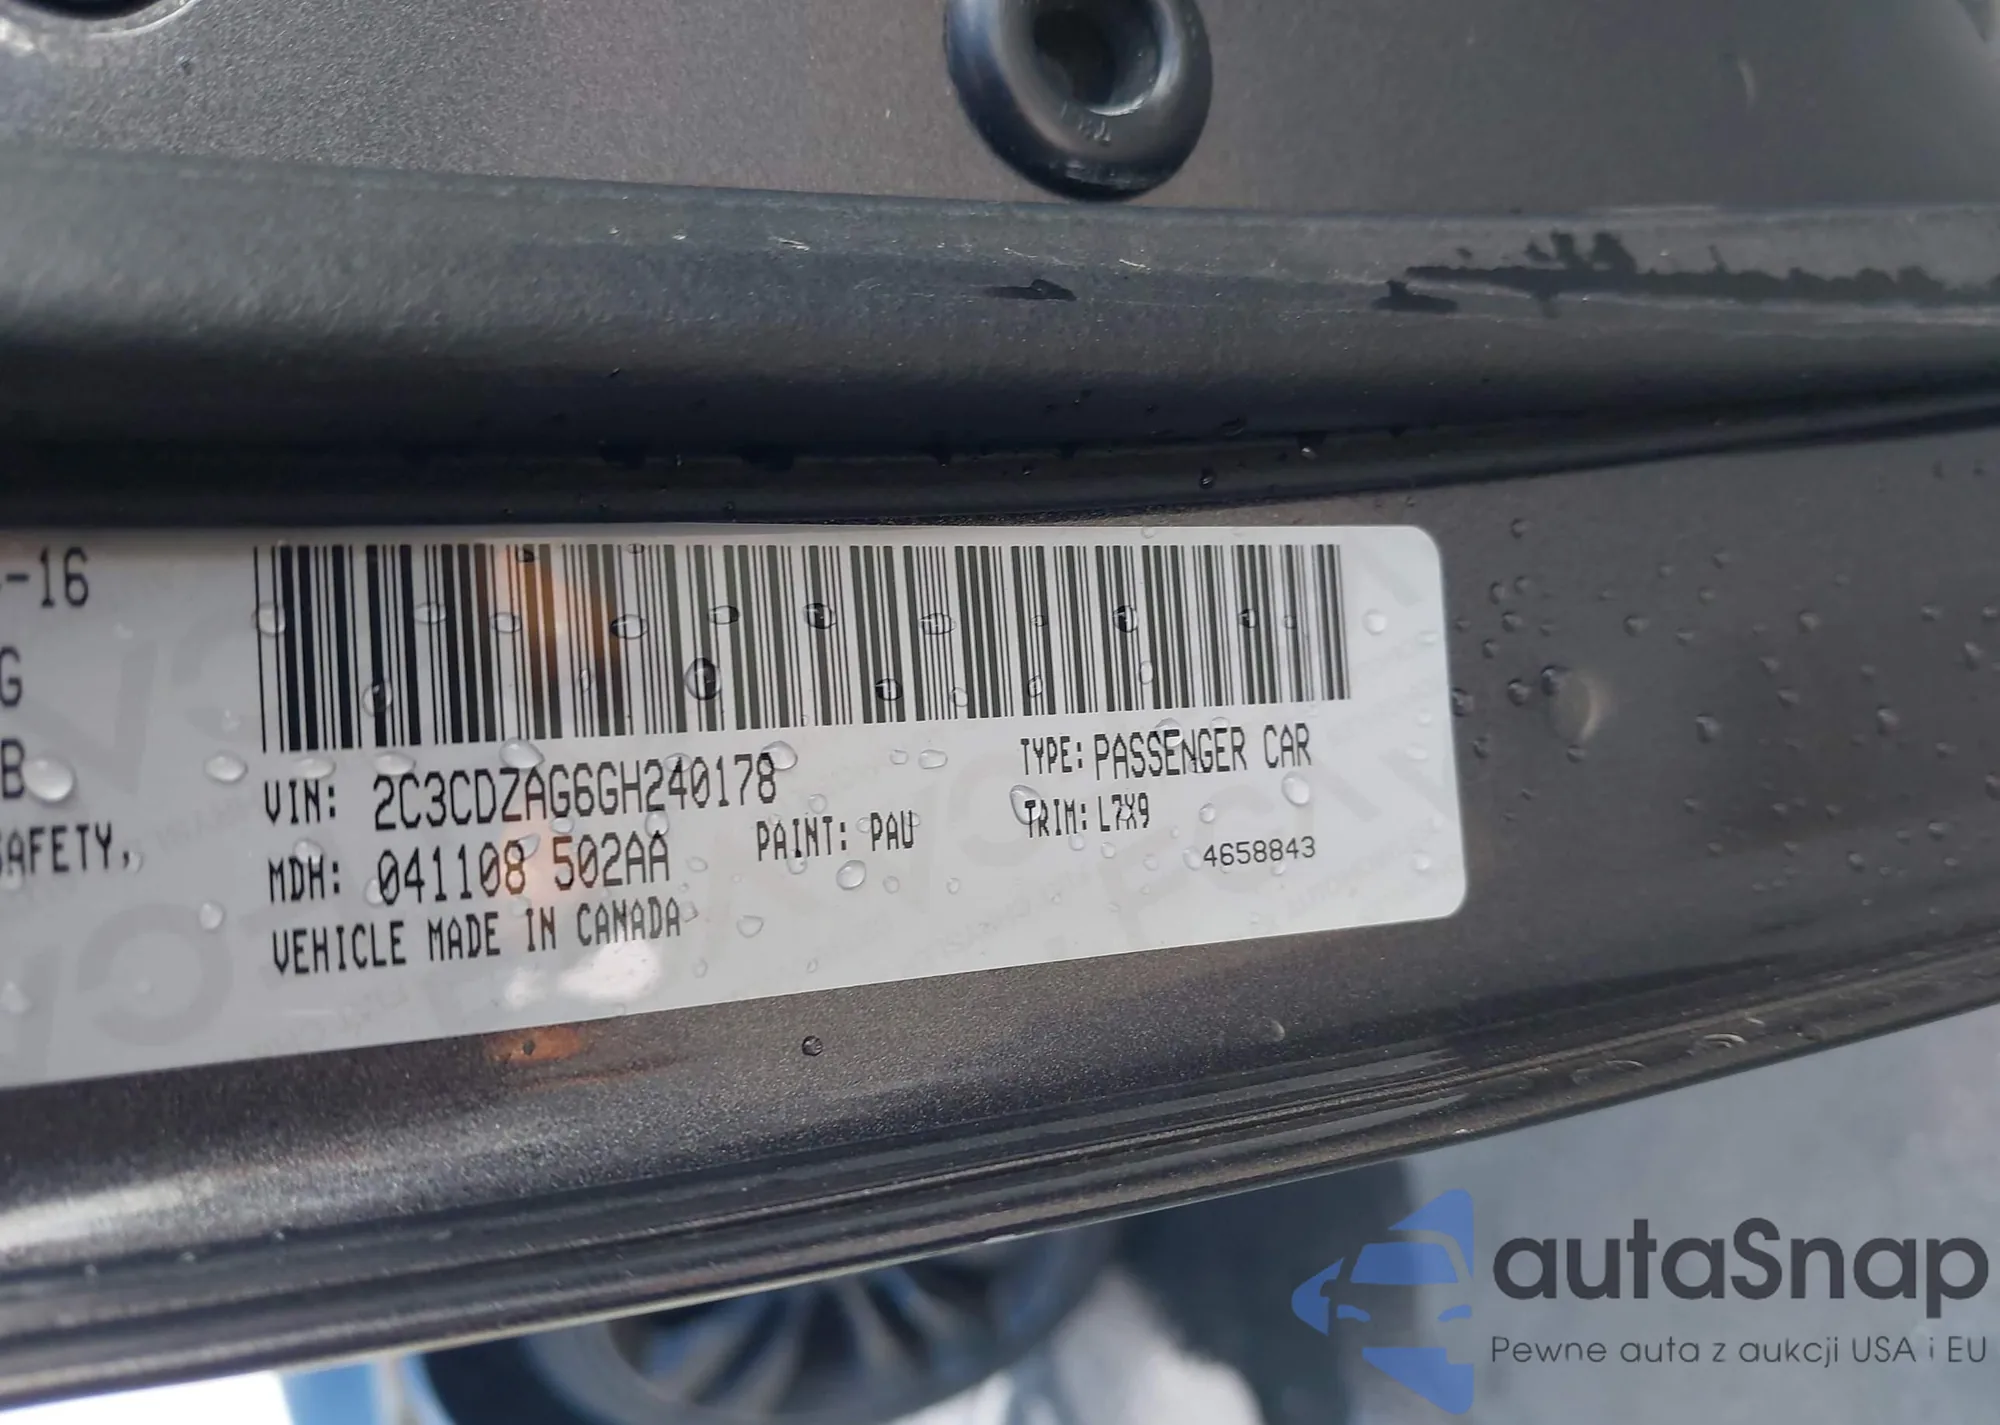 -16
G
B
SAFETY,
VIN: 2C3CDZAG6GH240178
TYPE: PASSENGER CAR
MDH: 041108 502AA
PAINT: PAU
TRIM: L7X9
4658843
VEHICLE MADE IN CANADA
autaSnap
Pewne auta z aukcji USA i EU